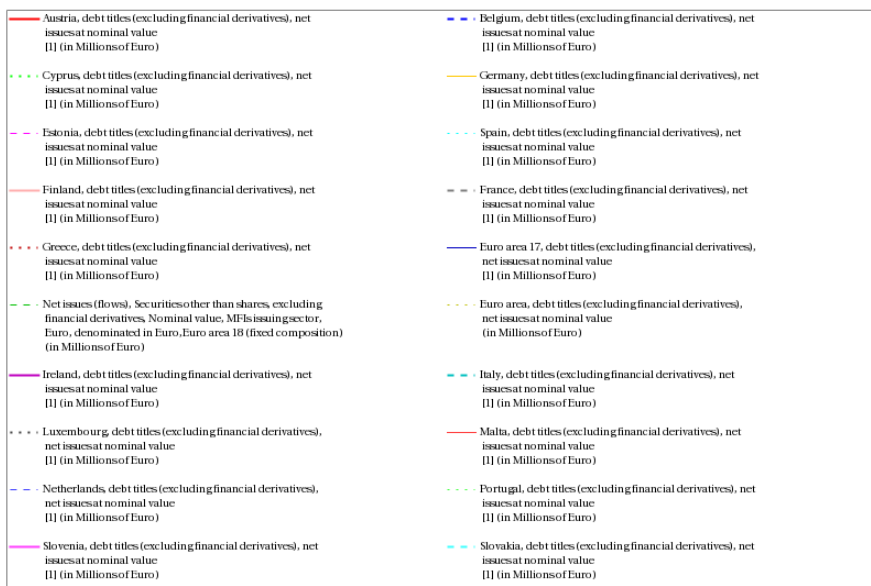 Austria, debt titles (excluding financial derivatives), net
issues at nominal value
[1] (in Millions of Euro)
Belgium, debt titles (excluding financial derivatives), net
issues at nominal value
[1] (in Millions of Euro)
Cyprus, debt titles (excluding financial derivatives), net
issues at nominal value
[1] (in Millions of Euro)
Germany, debt titles (excluding financial derivatives), net
issues at nominal value
[1] (in Millions of Euro)
Estonia, debt titles (excluding financial derivatives), net
issues at nominal value
[1] (in Millions of Euro)
Spain, debt titles (excluding financial derivatives), net
issues at nominal value
[1] (in Millions of Euro)
Finland, debt titles (excluding financial derivatives), net
issues at nominal value
[1] (in Millions of Euro)
France, debt titles (excluding financial derivatives), net
issues at nominal value
[1] (in Millions of Euro)
Greece, debt titles (excluding financial derivatives), net
issues at nominal value
[1] (in Millions of Euro)
Euro area 17, debt titles (excluding financial derivatives),
net issues at nominal value
[1] (in Millions of Euro)
Net issues (flows), Securities other than shares, excluding
financial derivatives, Nominal value, MFIs issuing sector,
Euro, denominated in Euro, Euro area 18 (fixed composition)
(in Millions of Euro)
Euro area, debt titles (excluding financial derivatives),
net issues at nominal value
(in Millions of Euro)
Ireland, debt titles (excluding financial derivatives), net
issues at nominal value
[1] (in Millions of Euro)
Italy, debt titles (excluding financial derivatives), net
issues at nominal value
[1] (in Millions of Euro)
Luxembourg, debt titles (excluding financial derivatives),
net issues at nominal value
[1] (in Millions of Euro)
Malta, debt titles (excluding financial derivatives), net
issues at nominal value
[1] (in Millions of Euro)
Netherlands, debt titles (excluding financial derivatives),
net issues at nominal value
[1] (in Millions of Euro)
Portugal, debt titles (excluding financial derivatives), net
issues at nominal value
[1] (in Millions of Euro)
Slovenia, debt titles (excluding financial derivatives), net
issues at nominal value
[1] (in Millions of Euro)
Slovakia, debt titles (excluding financial derivatives), net
issues at nominal value
[1] (in Millions of Euro)